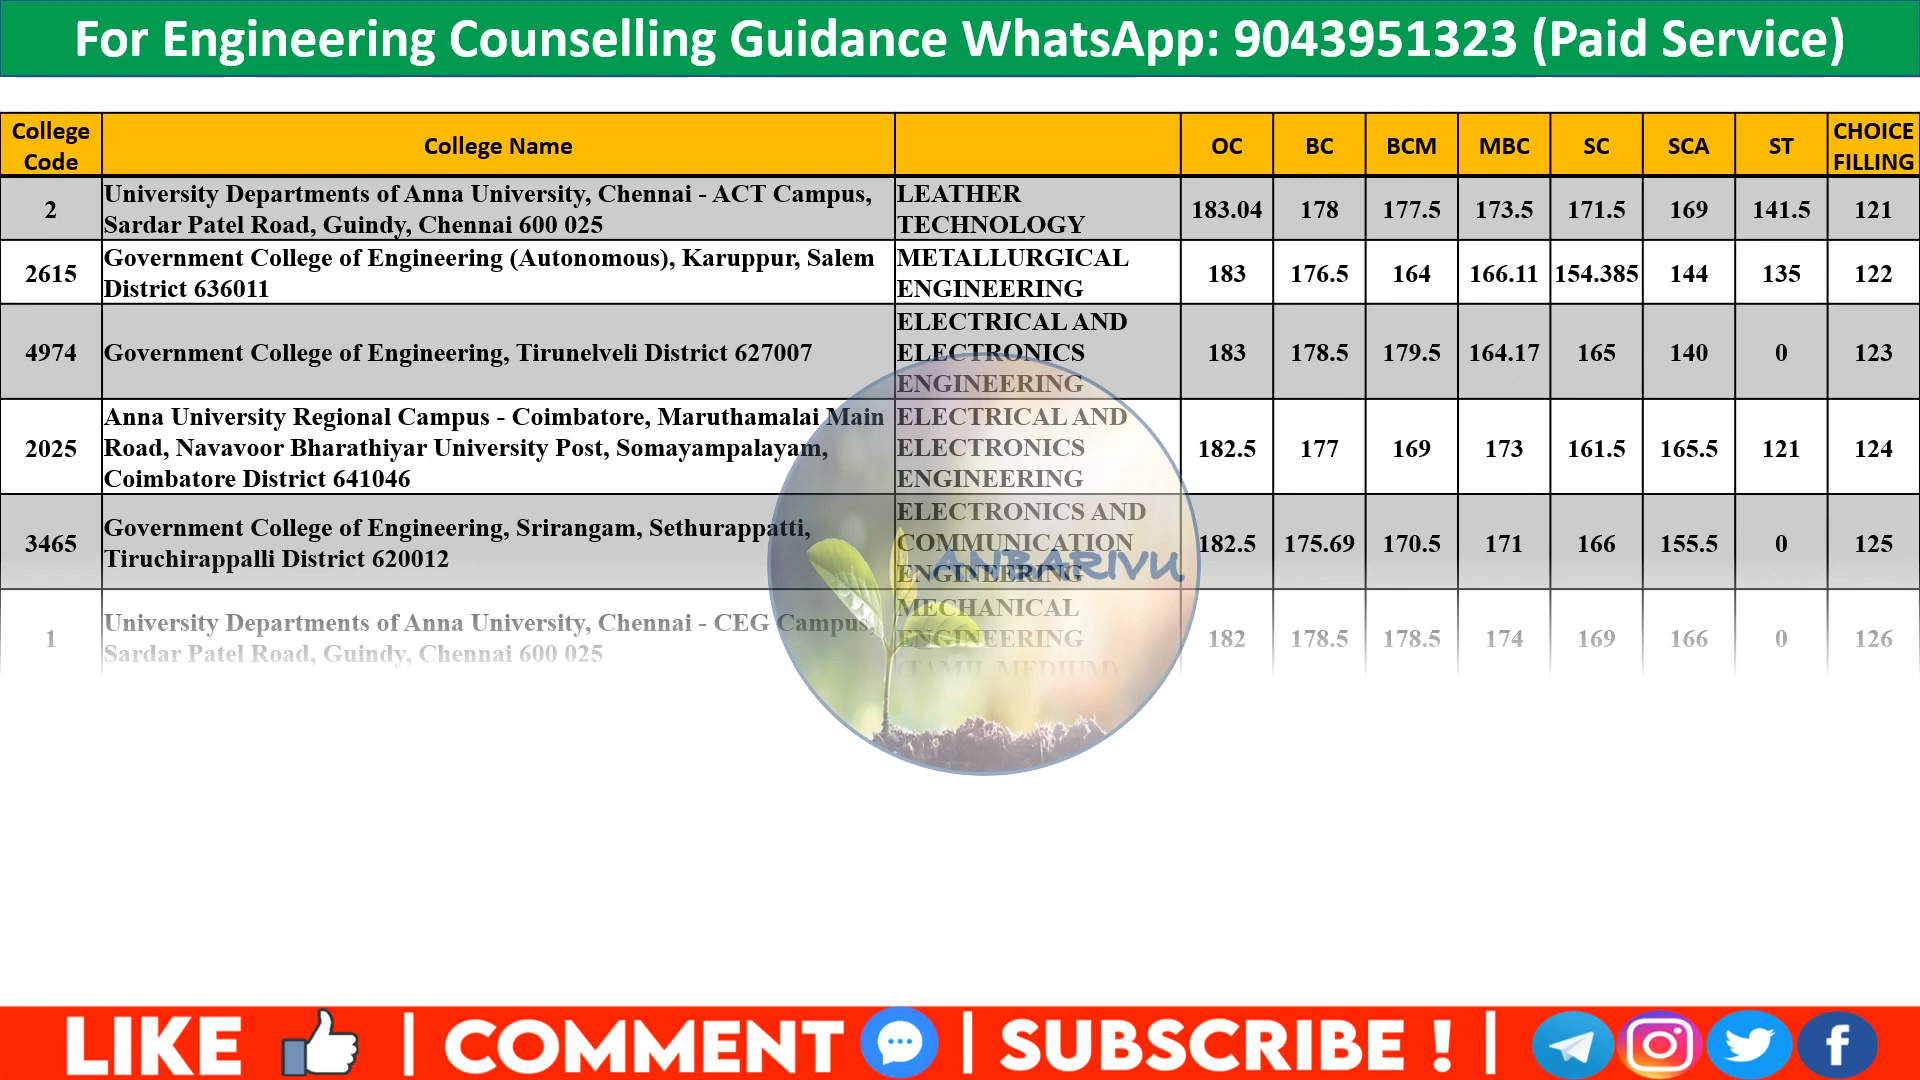 For Engineering Counselling Guidance WhatsApp: 9043951323 (Paid Service)
College Code College Name OC BC BCM MBC SC SCA ST CHOICE FILLING
2 University Departments of Anna University, Chennai - ACT Campus, Sardar Patel Road, Guindy, Chennai 600 025 LEATHER TECHNOLOGY 183.04 178 177.5 173.5 171.5 169 141.5 121
2615 Government College of Engineering (Autonomous), Karuppur, Salem District 636011 METALLURGICAL ENGINEERING 183 176.5 164 166.11 154.385 144 135 122
4974 Government College of Engineering, Tirunelveli District 627007 ELECTRICAL AND ELECTRONICS ENGINEERING 183 178.5 179.5 164.17 165 140 0 123
2025 Anna University Regional Campus - Coimbatore, Maruthamalai Main Road, Navavoor Bharathiyar University Post, Somayampalayam, Coimbatore District 641046 ELECTRICAL AND ELECTRONICS ENGINEERING 182.5 177 169 173 161.5 165.5 121 124
3465 Government College of Engineering, Srirangam, Sethurappatti, Tiruchirappalli District 620012 ELECTRONICS AND COMMUNICATION ENGINEERING 182.5 175.69 170.5 171 166 155.5 0 125
ANBARIVU
1 University Departments of Anna University, Chennai - CEG Campus, Sardar Patel Road, Guindy, Chennai 600 025 MECHANICAL ENGINEERING (TAMIL MEDIUM) 182 178.5 178.5 174 169 166 0 126
LIKE | COMMENT | SUBSCRIBE ! |